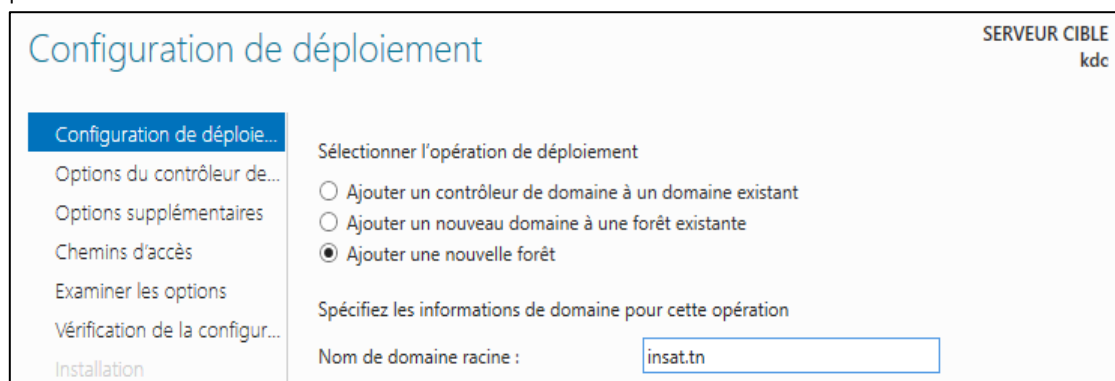 Configuration de déploiement
SERVEUR CIBLE
kdc
Configuration de déploie...
Options du contrôleur de...
Options supplémentaires
Chemins d'accès
Examiner les options
Vérification de la configur...
Installation
Sélectionner l'opération de déploiement
Ajouter un contrôleur de domaine à un domaine existant
Ajouter un nouveau domaine à une forêt existante
Ajouter une nouvelle forêt
Spécifiez les informations de domaine pour cette opération
Nom de domaine racine : insat.tn